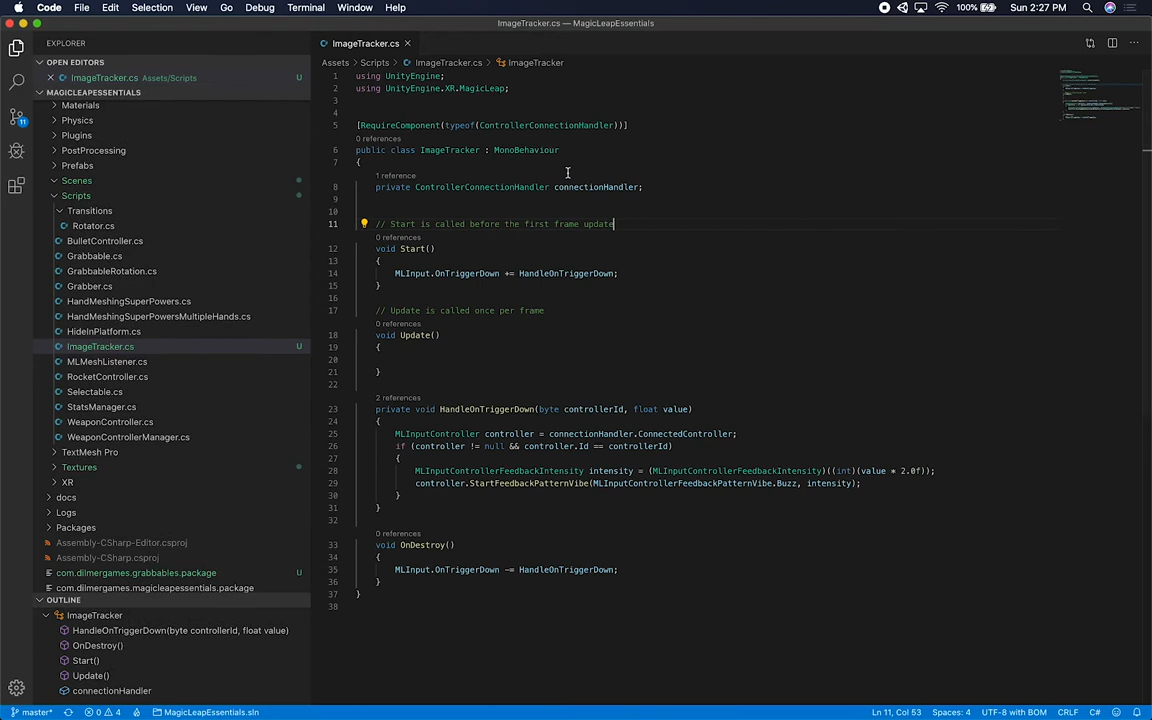 Code File Edit Selection View Go Debug Terminal Window Help 100% Sun 2:27 PM
ImageTracker.cs — MagicLeapEssentials
EXPLORER
OPEN EDITORS
ImageTracker.cs Assets/Scripts U
MAGICLEAPESSENTIALS
Materials
Physics
Plugins
PostProcessing
Prefabs
Scenes
Scripts
Transitions
Rotator.cs
BulletController.cs
Grabbable.cs
GrabbableRotation.cs
Grabber.cs
HandMeshingSuperPowers.cs
HandMeshingSuperPowersMultipleHands.cs
HideInPlatform.cs
ImageTracker.cs U
MLMeshListener.cs
RocketController.cs
Selectable.cs
StatsManager.cs
WeaponController.cs
WeaponControllerManager.cs
TextMesh Pro
Textures
XR
docs
Logs
Packages
Assembly-CSharp-Editor.csproj
Assembly-CSharp.csproj
com.dilmergames.grabbables.package U
com.dilmergames.magicleapessentials.package
OUTLINE
ImageTracker
HandleOnTriggerDown(byte controllerId, float value)
OnDestroy()
Start()
Update()
connectionHandler
11
ImageTracker.cs
Assets > Scripts > ImageTracker.cs > ImageTracker
1 using UnityEngine;
2 using UnityEngine.XR.MagicLeap;
3
4
5 [RequireComponent(typeof(ControllerConnectionHandler))]
0 references
6 public class ImageTracker : MonoBehaviour
7 {
1 reference
8 private ControllerConnectionHandler connectionHandler;
9
10
11 // Start is called before the first frame update
0 references
12 void Start()
13 {
14 MLInput.OnTriggerDown += HandleOnTriggerDown;
15 }
16
17 // Update is called once per frame
0 references
18 void Update()
19 {
20
21 }
22
2 references
23 private void HandleOnTriggerDown(byte controllerId, float value)
24 {
25 MLInputController controller = connectionHandler.ConnectedController;
26 if (controller != null && controller.Id == controllerId)
27 {
28 MLInputControllerFeedbackIntensity intensity = (MLInputControllerFeedbackIntensity)((int)(value * 2.0f));
29 controller.StartFeedbackPatternVibe(MLInputControllerFeedbackPatternVibe.Buzz, intensity);
30 }
31 }
32
0 references
33 void OnDestroy()
34 {
35 MLInput.OnTriggerDown -= HandleOnTriggerDown;
36 }
37 }
38
master* 0 4 MagicLeapEssentials.sln Ln 11, Col 53 Spaces: 4 UTF-8 with BOM CRLF C#